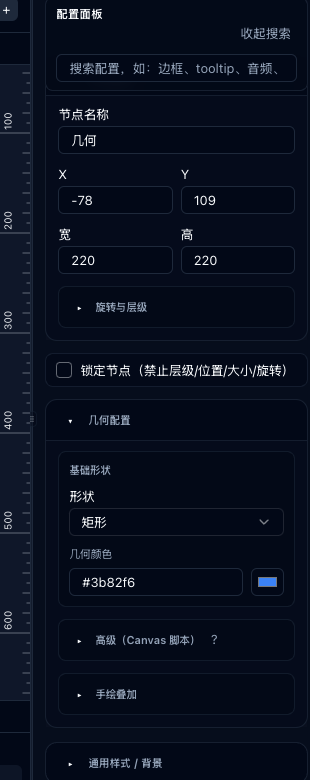 +
配置面板
收起搜索
搜索配置，如：边框、tooltip、音频、
节点名称
几何
X
Y
-78
109
宽
高
220
220
旋转与层级
锁定节点（禁止层级/位置/大小/旋转）
几何配置
基础形状
形状
矩形
几何颜色
#3b82f6
高级（Canvas 脚本） ?
手绘叠加
通用样式 / 背景
100
200
300
400
500
600